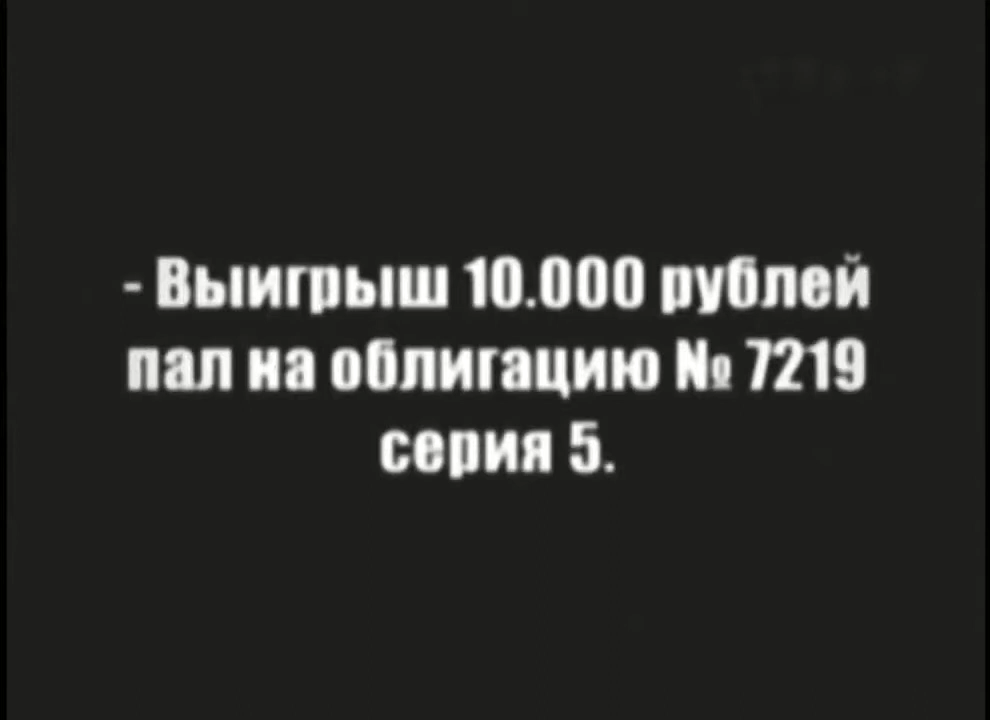 - Выигрыш 10.000 рублей
пал на облигацию № 7219
серия 5.